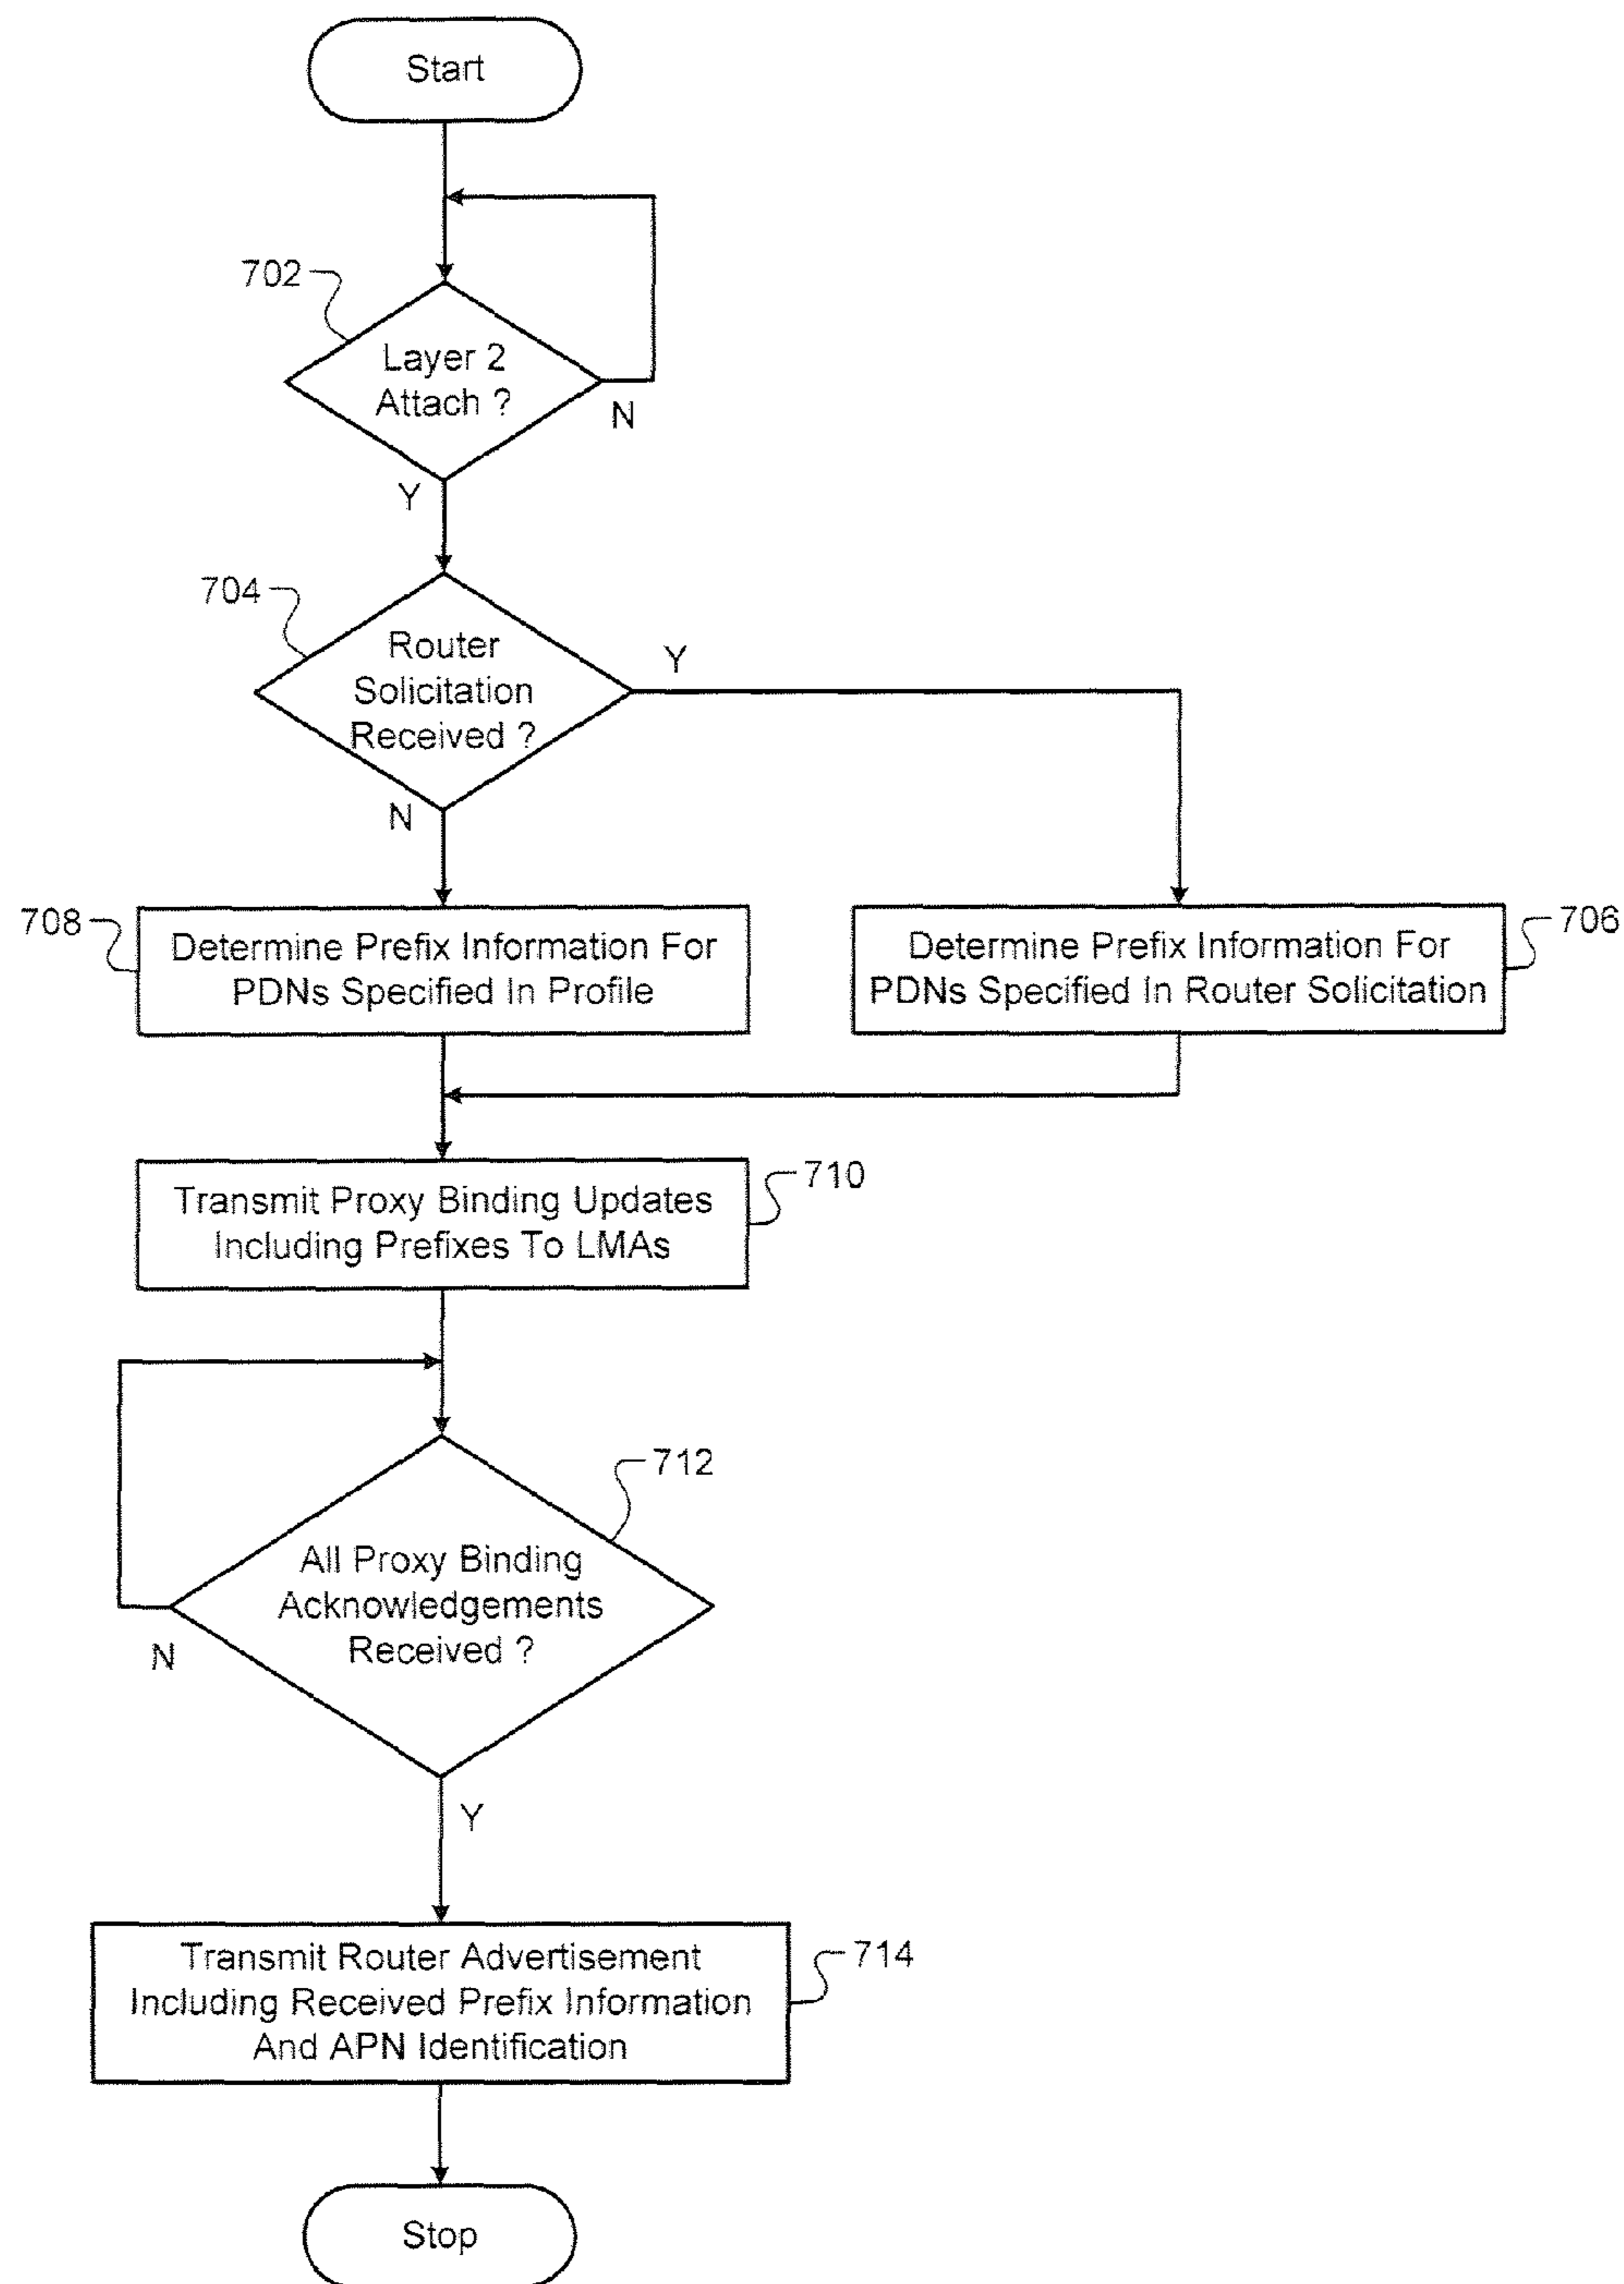 Start
702
Layer 2
Attach ?
N
Y
704
Router
Solicitation
Received ?
Y
N
708
Determine Prefix Information For
PDNs Specified In Profile
Determine Prefix Information For
PDNs Specified In Router Solicitation
706
Transmit Proxy Binding Updates
Including Prefixes To LMAs
710
712
All Proxy Binding
Acknowledgements
Received ?
N
Y
Transmit Router Advertisement
Including Received Prefix Information
And APN Identification
714
Stop